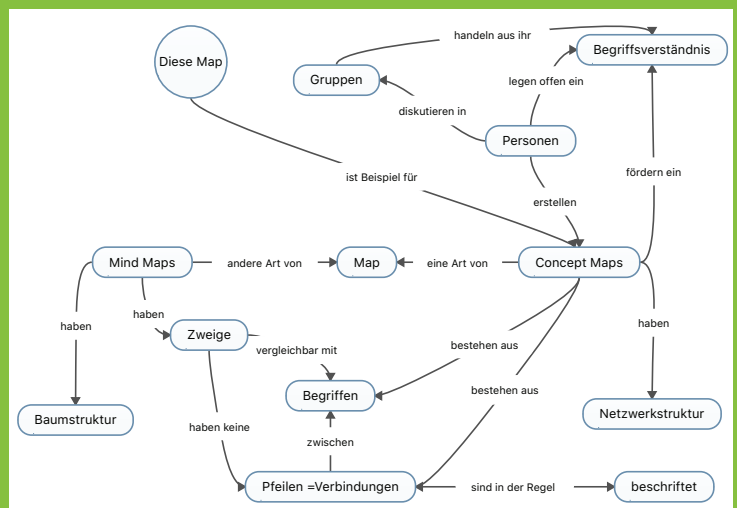 handeln aus ihr
Begriffsverständnis
Diese Map
Gruppen
legen offen ein
diskutieren in
Personen
fördern ein
ist Beispiel für
erstellen
Mind Maps
andere Art von
Map
eine Art von
Concept Maps
haben
haben
haben
Zweige
vergleichbar mit
bestehen aus
bestehen aus
Begriffen
Baumstruktur
Netzwerkstruktur
haben keine
zwischen
Pfeilen =Verbindungen
sind in der Regel
beschriftet